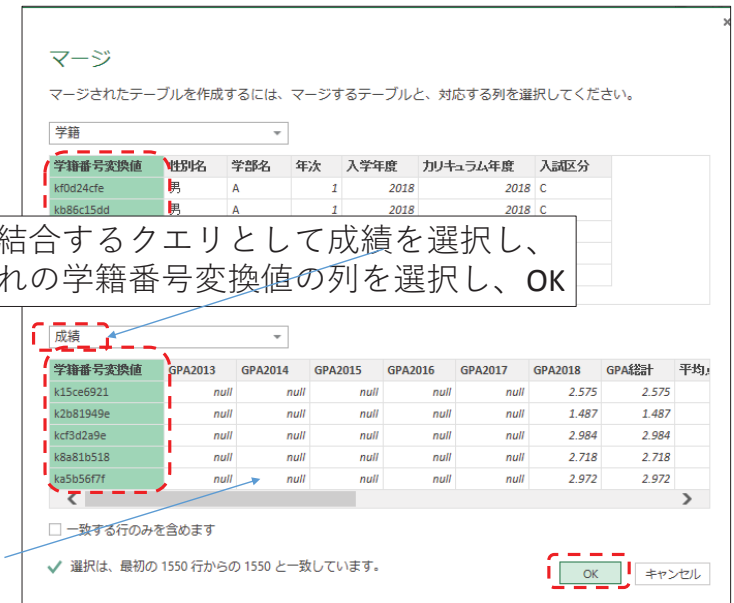 ×
マージ
マージされたテーブルを作成するには、マージするテーブルと、対応する列を選択してください。
学籍
学籍番号変換値 性別名 学部名 年次 入学年度 カリキュラム年度 入試区分
kf0d24cfe 男 A 1 2018 2018 C
kb86c15dd 男 A 1 2018 2018 C
結合するクエリとして成績を選択し、
れの学籍番号変換値の列を選択し、OK
成績
学籍番号変換値 GPA2013 GPA2014 GPA2015 GPA2016 GPA2017 GPA2018 GPA総計 平均
k15ce6921 null null null null null 2.575 2.575
k2b81949e null null null null null 1.487 1.487
kcf3d2a9e null null null null null 2.984 2.984
k8a81b518 null null null null null 2.718 2.718
ka5b56f7f null null null null null 2.972 2.972
一致する行のみを含めます
選択は、最初の 1550 行からの 1550 と一致しています。
OK キャンセル